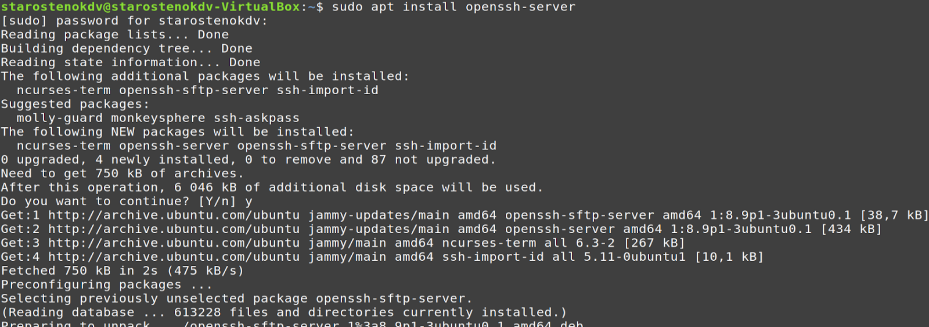 starostenokdv@starostenokdv-VirtualBox:~$ sudo apt install openssh-server
[sudo] password for starostenokdv:
Reading package lists... Done
Building dependency tree... Done
Reading state information... Done
The following additional packages will be installed:
  ncurses-term openssh-sftp-server ssh-import-id
Suggested packages:
  molly-guard monkeysphere ssh-askpass
The following NEW packages will be installed:
  ncurses-term openssh-server openssh-sftp-server ssh-import-id
0 upgraded, 4 newly installed, 0 to remove and 87 not upgraded.
Need to get 750 kB of archives.
After this operation, 6 046 kB of additional disk space will be used.
Do you want to continue? [Y/n] y
Get:1 http://archive.ubuntu.com/ubuntu jammy-updates/main amd64 openssh-sftp-server amd64 1:8.9p1-3ubuntu0.1 [38,7 kB]
Get:2 http://archive.ubuntu.com/ubuntu jammy-updates/main amd64 openssh-server amd64 1:8.9p1-3ubuntu0.1 [434 kB]
Get:3 http://archive.ubuntu.com/ubuntu jammy/main amd64 ncurses-term all 6.3-2 [267 kB]
Get:4 http://archive.ubuntu.com/ubuntu jammy/main amd64 ssh-import-id all 5.11-0ubuntu1 [10,1 kB]
Fetched 750 kB in 2s (475 kB/s)
Preconfiguring packages ...
Selecting previously unselected package openssh-sftp-server.
(Reading database ... 613228 files and directories currently installed.)
Preparing to unpack .../openssh-sftp-server_1%3a8.9p1-3ubuntu0.1_amd64.deb